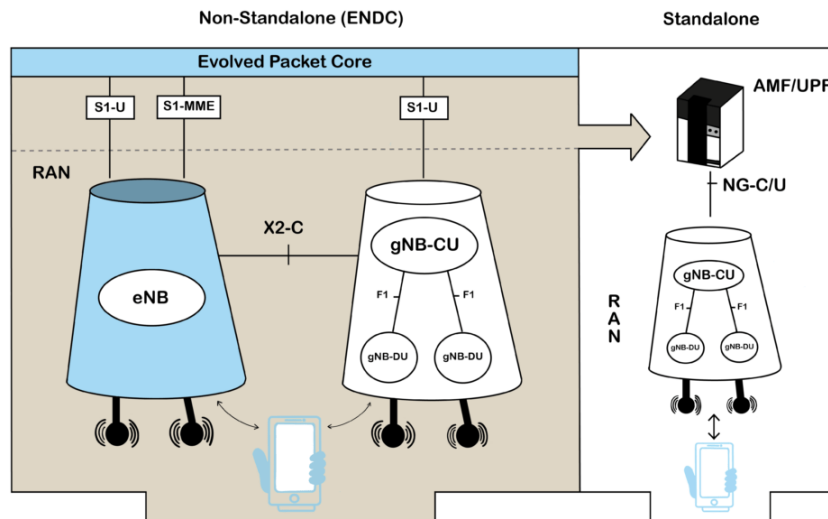 Non-Standalone (ENDC)
Standalone
Evolved Packet Core
S1-U
S1-MME
S1-U
AMF/UPF
RAN
NG-C/U
X2-C
gNB-CU
eNB
F1
F1
gNB-DU
gNB-DU
gNB-CU
R
A
N
F1
F1
gNB-DU
gNB-DU